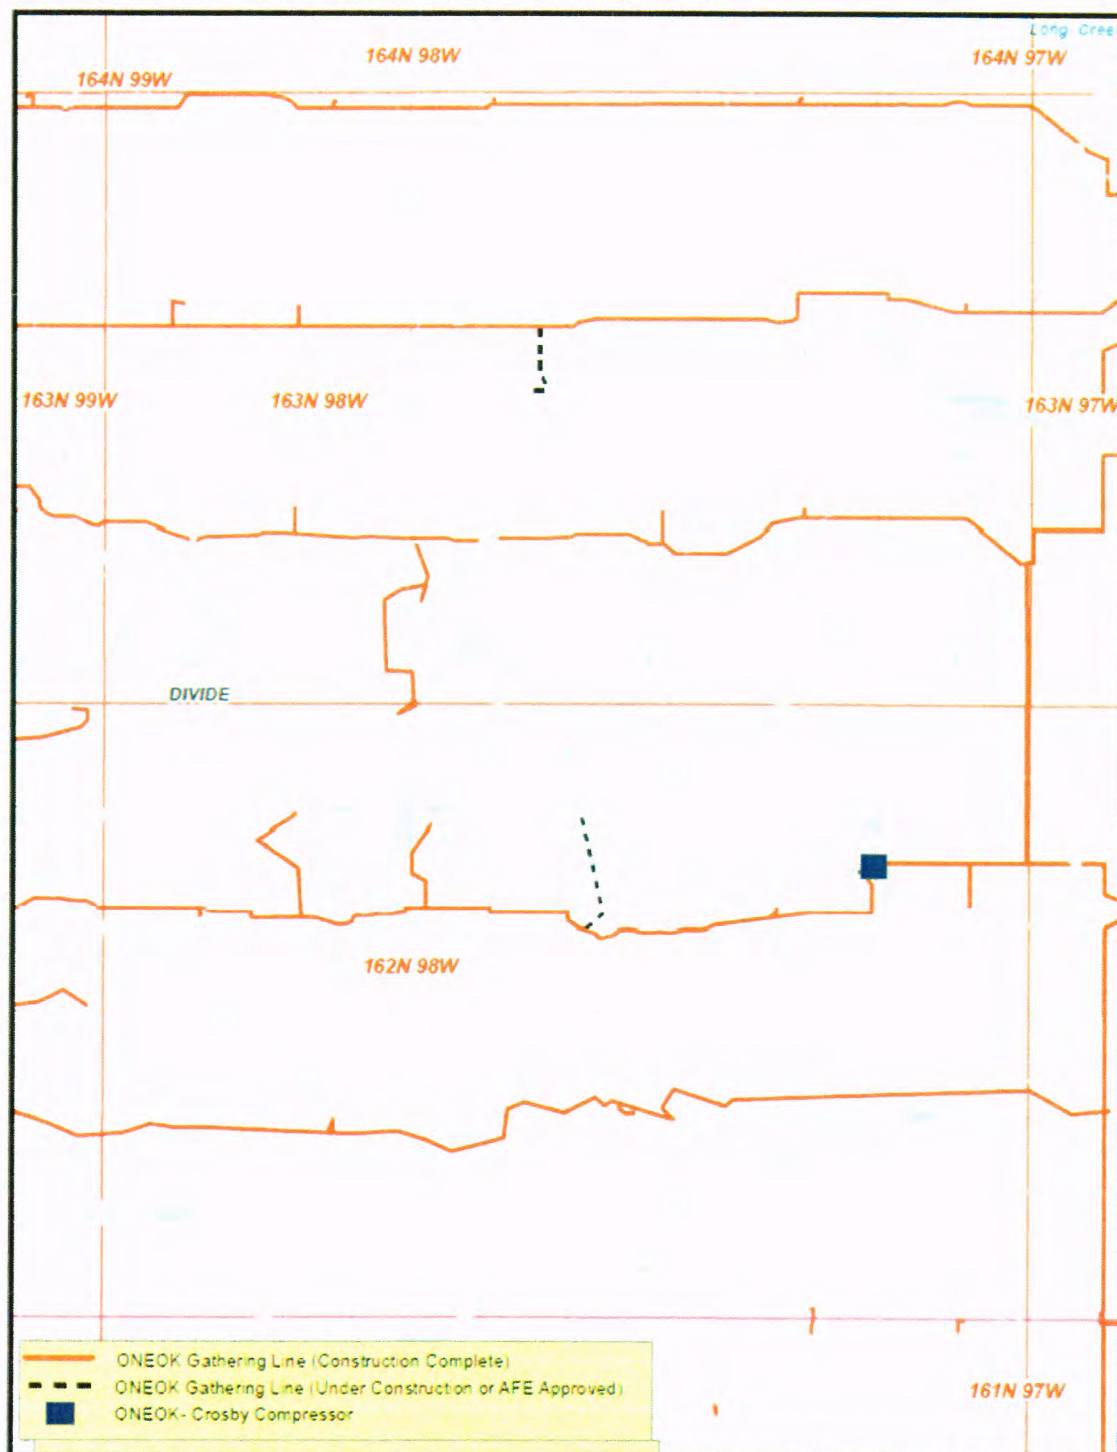 Long Cree
164N 98W
164N 97W
164N 99W
163N 99W
163N 98W
163N 97W
DIVIDE
162N 98W
ONEOK Gathering Line (Construction Complete)
ONEOK Gathering Line (Under Construction or AFE Approved)
ONEOK- Crosby Compressor
161N 97W